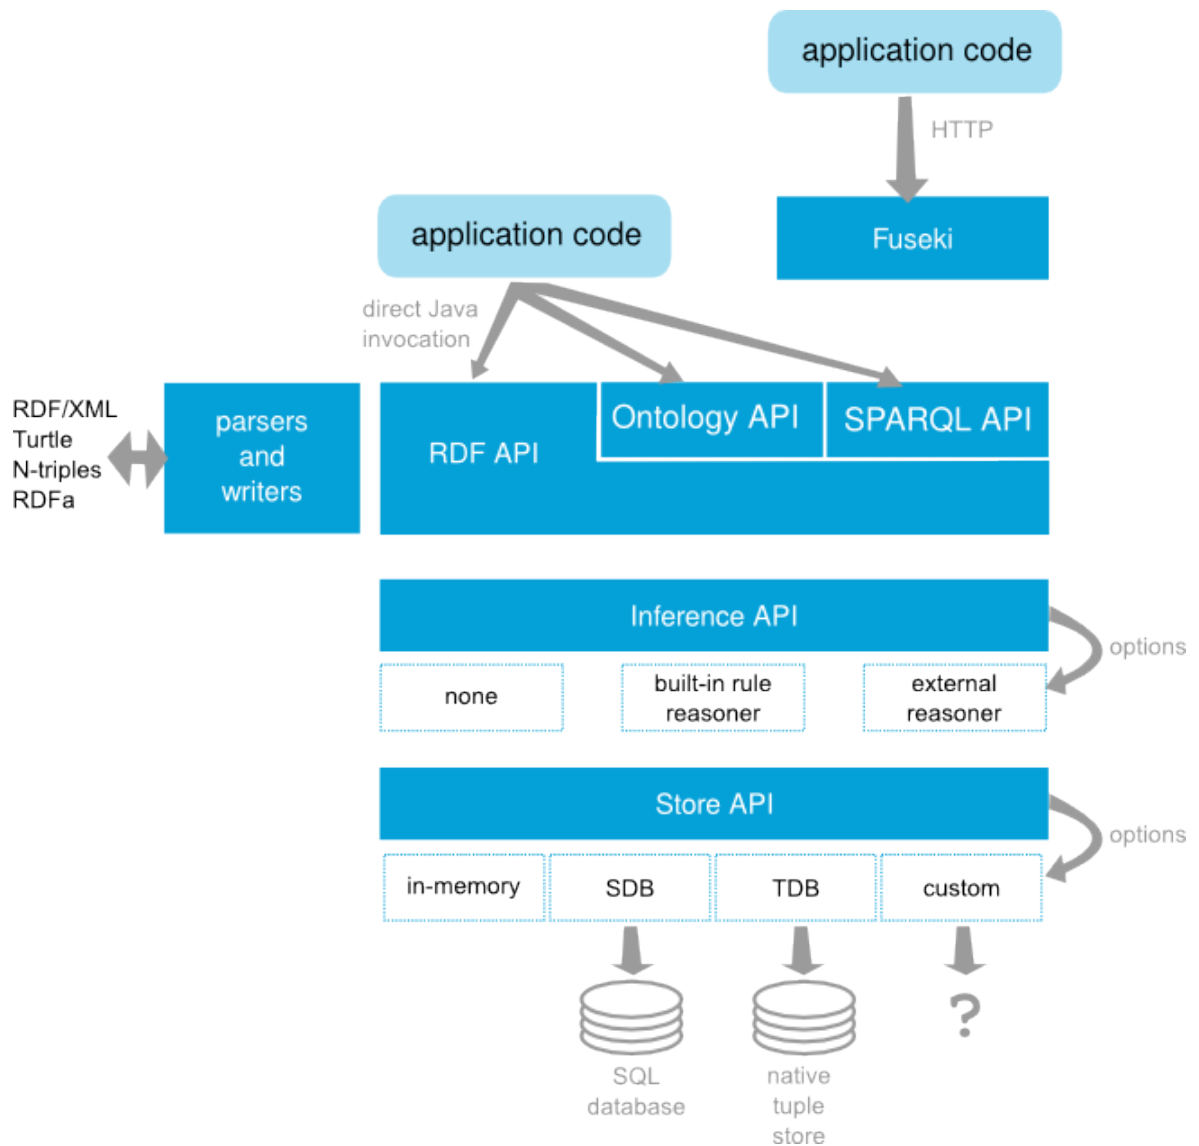 application code
HTTP
Fuseki
application code
direct Java
invocation
RDF/XML
Turtle
N-triples
RDFa
parsers
and
writers
RDF API
Ontology API
SPARQL API
Inference API
options
none
built-in rule
reasoner
external
reasoner
Store API
options
in-memory
SDB
TDB
custom
?
SQL
database
native
tuple
store